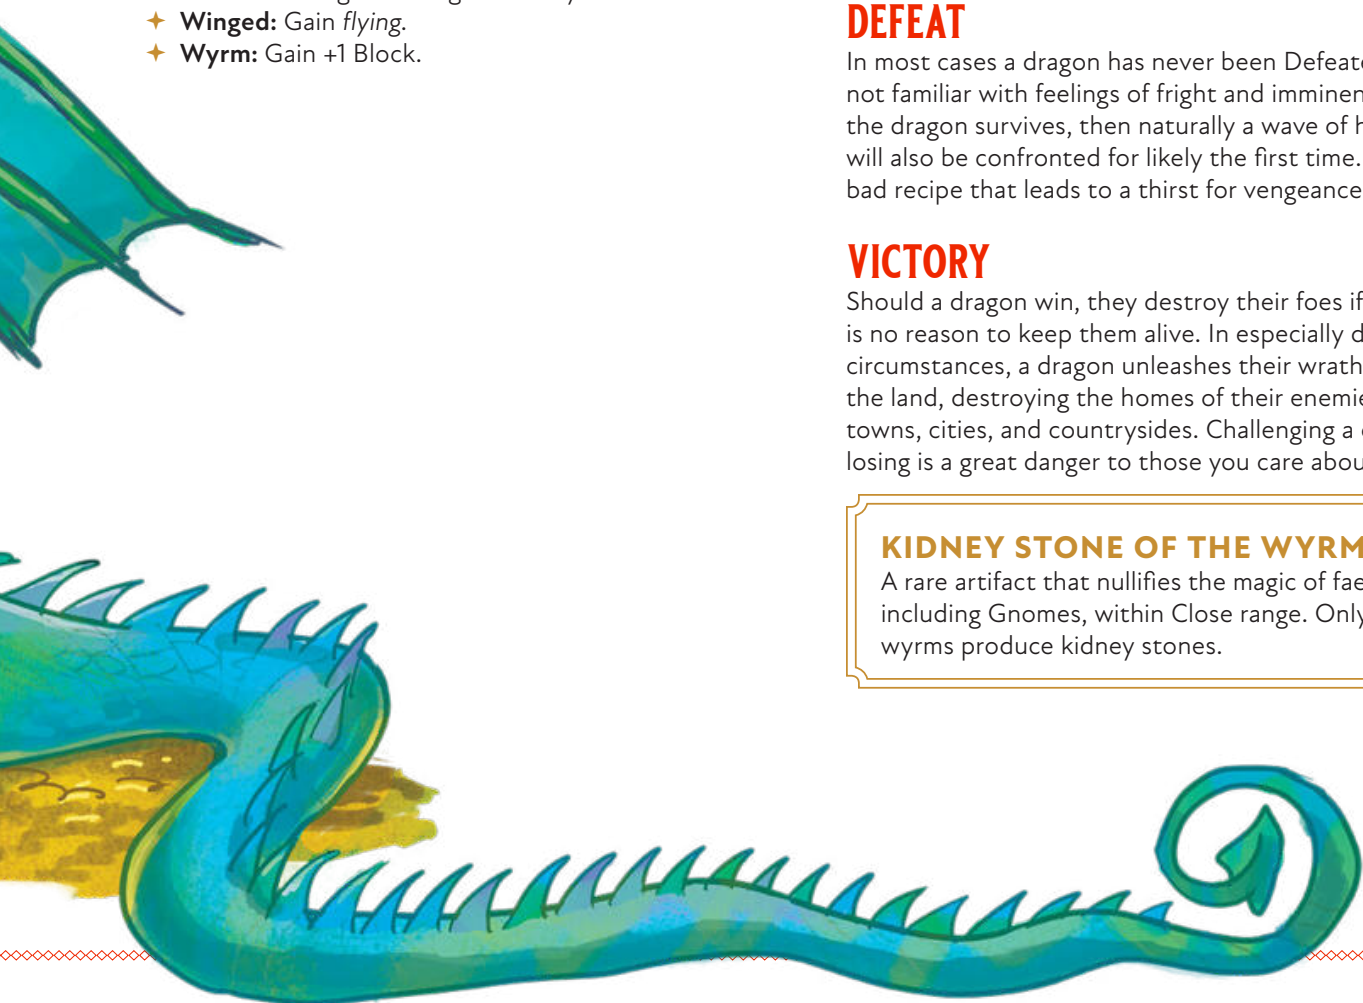 Winged: Gain flying.
Wyrm: Gain +1 Block.
DEFEAT
In most cases a dragon has never been
not familiar with feelings of fright and
the dragon survives, then naturally a wave of
will also be confronted for likely the first time.
bad recipe that leads to a thirst for vengeance
VICTORY
Should a dragon win, they destroy their foes if
is no reason to keep them alive. In especially
circumstances, a dragon unleashes their wrath
the land, destroying the homes of their
towns, cities, and countrysides. Challenging a
losing is a great danger to those you care
KIDNEY STONE OF THE WYRM
A rare artifact that nullifies the magic of
including Gnomes, within Close range. Only
wyrms produce kidney stones.